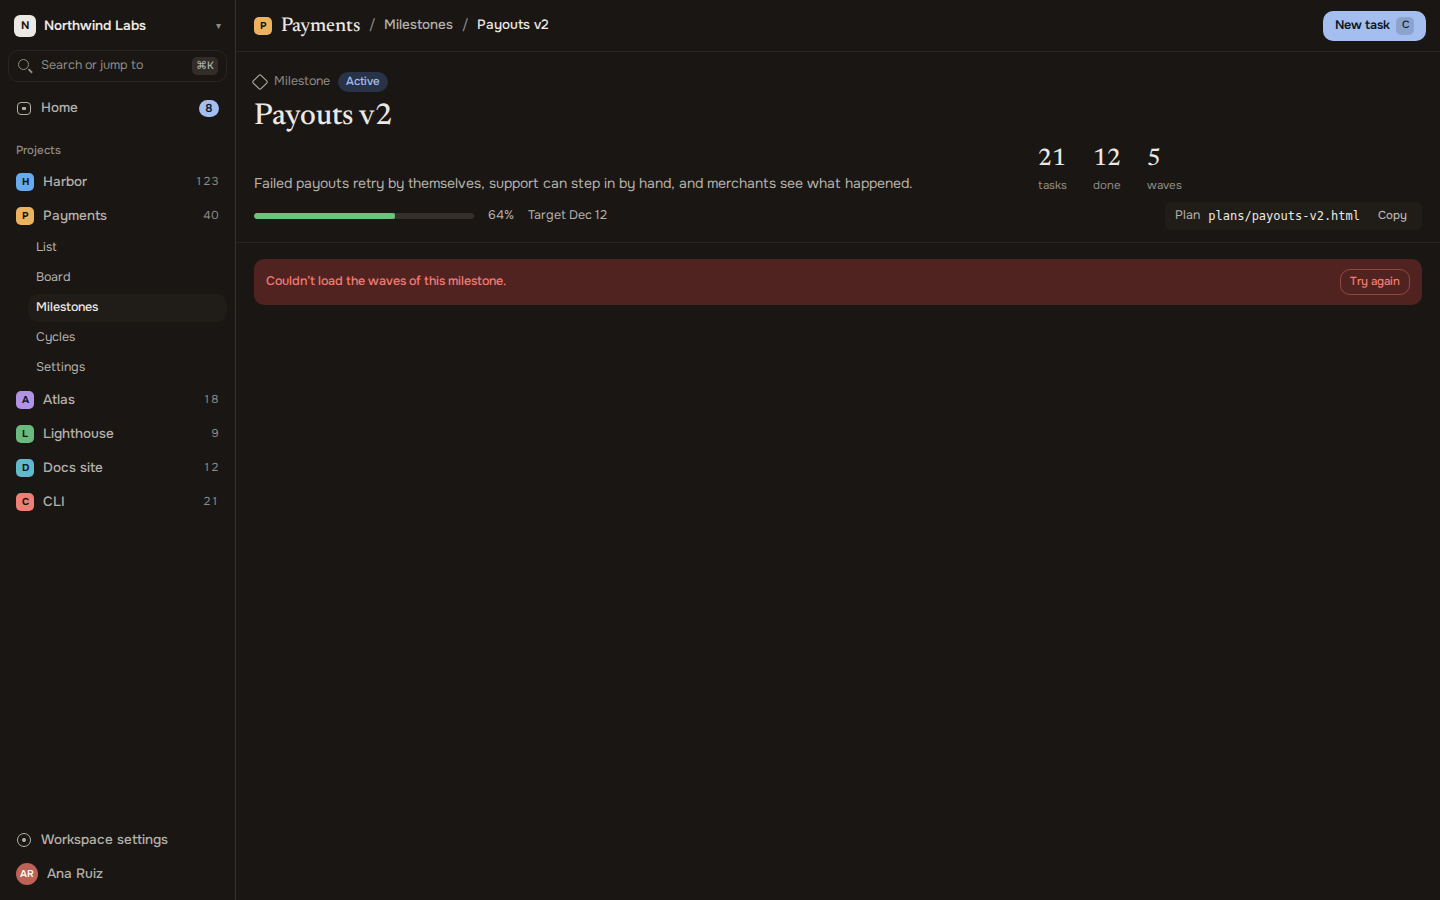 N Northwind Labs ▾
Search or jump to ⌘K
Home 8
Projects
H Harbor 123
P Payments 40
List
Board
Milestones
Cycles
Settings
A Atlas 18
L Lighthouse 9
D Docs site 12
C CLI 21
Workspace settings
AR Ana Ruiz
P Payments / Milestones / Payouts v2
New task C
Milestone Active
Payouts v2
Failed payouts retry by themselves, support can step in by hand, and merchants see what happened.
21 12 5
tasks done waves
64% Target Dec 12
Plan plans/payouts-v2.html Copy
Couldn't load the waves of this milestone.
Try again